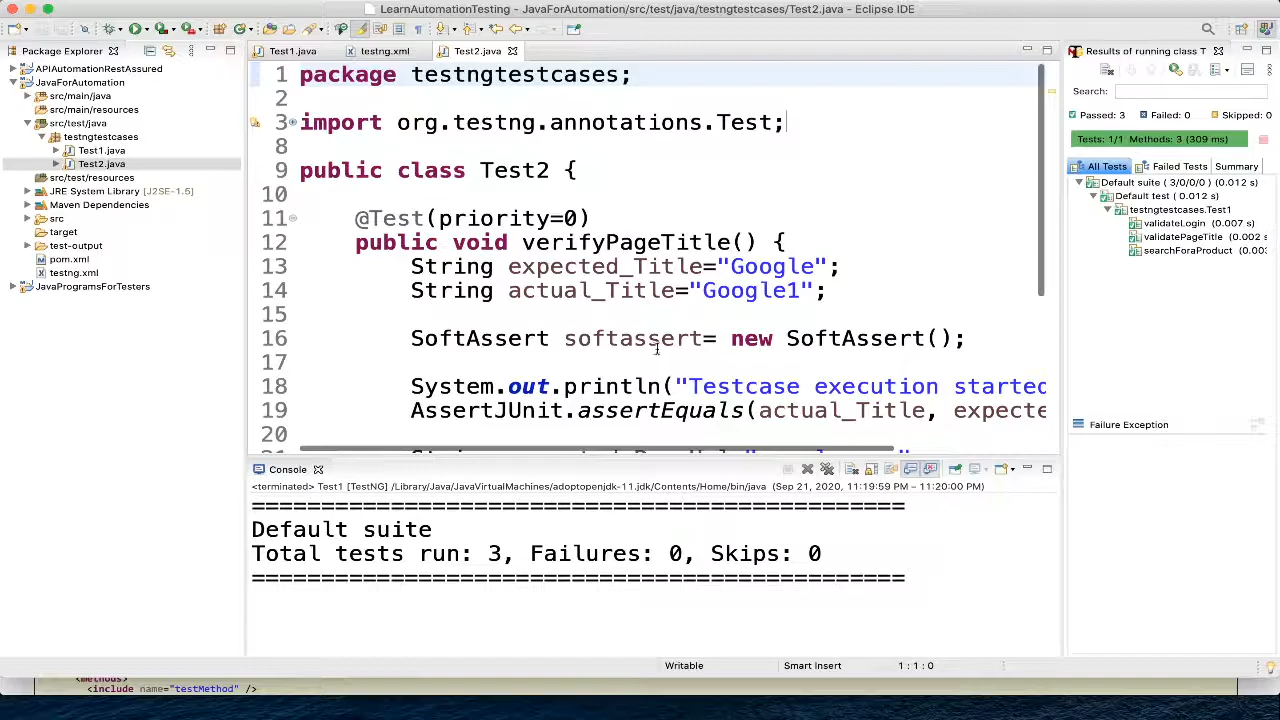 LearnAutomationTesting - JavaForAutomation/src/test/java/testngtestcases/Test2.java - Eclipse IDE
Package Explorer
APIAutomationRestAssured
JavaForAutomation
src/main/java
src/main/resources
src/test/java
testngtestcases
Test1.java
Test2.java
src/test/resources
JRE System Library [J2SE-1.5]
Maven Dependencies
src
target
test-output
pom.xml
testng.xml
JavaProgramsForTesters
Test1.java
testng.xml
Test2.java
1 package testngtestcases;
2
3 import org.testng.annotations.Test;
8
9 public class Test2 {
10
11 @Test(priority=0)
12 public void verifyPageTitle() {
13 String expected_Title="Google";
14 String actual_Title="Google1";
15
16 SoftAssert softassert= new SoftAssert();
17
18 System.out.println("Testcase execution started
19 AssertJUnit.assertEquals(actual_Title, expecte
20
Console
<terminated> Test1 [TestNG] /Library/Java/JavaVirtualMachines/adoptopenjdk-11.jdk/Contents/Home/bin/java (Sep 21, 2020, 11:19:59 PM – 11:20:00 PM)
===============================================
Default suite
Total tests run: 3, Failures: 0, Skips: 0
===============================================
Results of running class T
Search:
Passed: 3
Failed: 0
Skipped: 0
Tests: 1/1 Methods: 3 (309 ms)
All Tests
Failed Tests
Summary
Default suite ( 3/0/0/0 ) (0.012 s)
Default test ( 0.012 s)
testngtestcases.Test1
validateLogin (0.007 s)
validatePageTitle (0.002 s
searchForaProduct (0.003
Failure Exception
Writable
Smart Insert
1 : 1 : 0
<methods>
<include name="testMethod" />